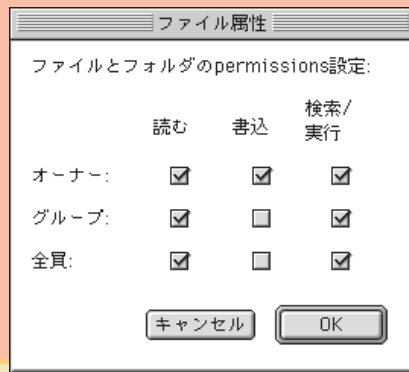 ファイル属性
ファイルとフォルダのpermissions設定:
読む 書込 検索/実行
オーナー:
グループ:
全員:
キャンセル OK